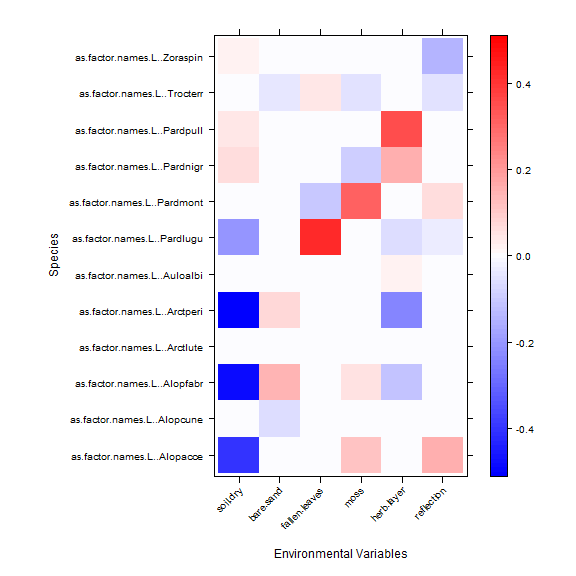 as.factor.names.L..Zoraspin
as.factor.names.L..Trocterr
as.factor.names.L..Pardpull
as.factor.names.L..Pardnigr
as.factor.names.L..Pardmont
as.factor.names.L..Pardlugu
as.factor.names.L..Auloalbi
as.factor.names.L..Arctperi
as.factor.names.L..Arctlute
as.factor.names.L..Alopfabr
as.factor.names.L..Alopcune
as.factor.names.L..Alopacce
Species
soil.dry
bare.sand
fallen.leaves
moss
herb.layer
reflection
Environmental Variables
0.4
0.2
0.0
-0.2
-0.4